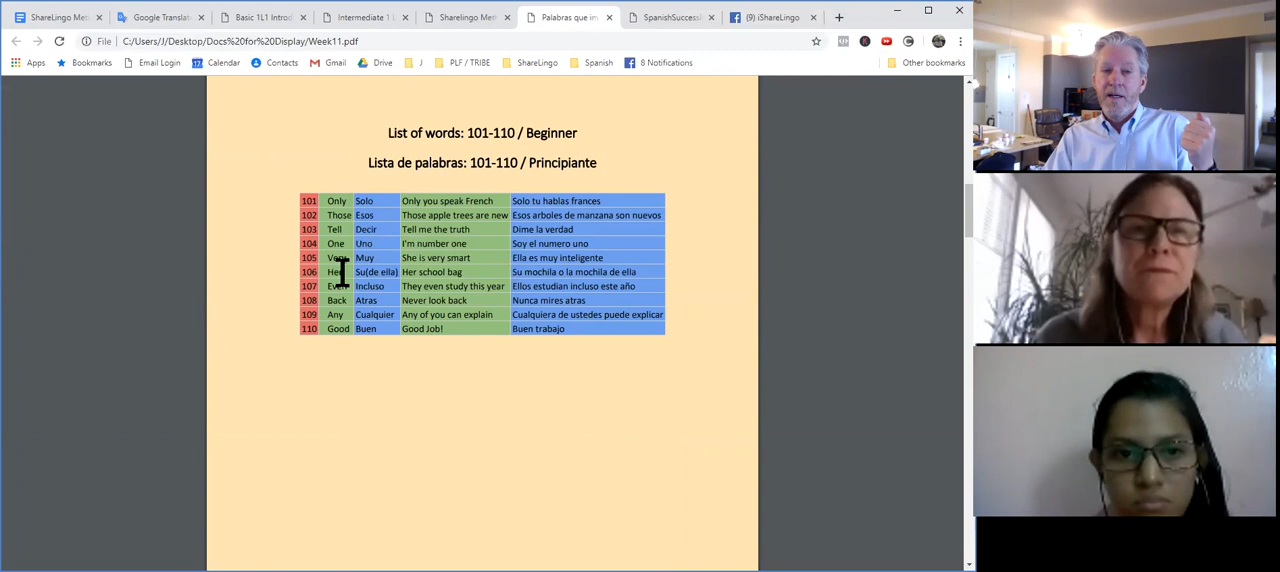 ShareLingo Met
Google Translat
Basic 1L1 Introd
Intermediate 1 L
Sharelingo Met
Palabras que im
SpanishSuccess
(9) iShareLingo
File C:/Users/J/Desktop/Docs%20for%20Display/Week11.pdf
Apps Bookmarks Email Login Calendar Contacts Gmail Drive J PLF / TRIBE ShareLingo Spanish 8 Notifications Other bookmarks
List of words: 101-110 / Beginner
Lista de palabras: 101-110 / Principiante
101 Only Solo Only you speak French Solo tu hablas frances
102 Those Esos Those apple trees are new Esos arboles de manzana son nuevos
103 Tell Decir Tell me the truth Dime la verdad
104 One Uno I'm number one Soy el numero uno
105 Very Muy She is very smart Ella es muy inteligente
106 Her Su(de ella) Her school bag Su mochila o la mochila de ella
107 Even Incluso They even study this year Ellos estudian incluso este año
108 Back Atras Never look back Nunca mires atras
109 Any Cualquier Any of you can explain Cualquiera de ustedes puede explicar
110 Good Buen Good Job! Buen trabajo